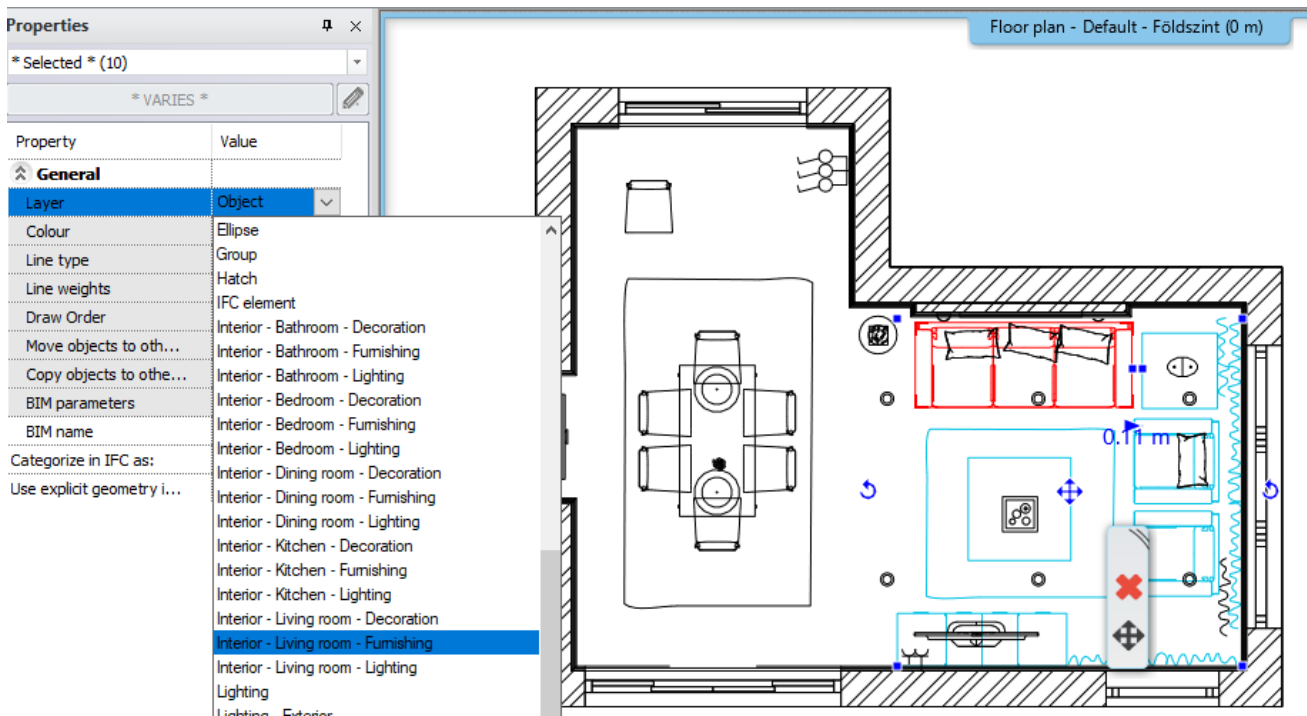 Properties
Floor plan - Default - Földszint (0 m)
* Selected * (10)
* VARIES *
Property Value
General
Layer Object
Colour
Line type
Line weights
Draw Order
Move objects to oth...
Copy objects to othe...
BIM parameters
BIM name
Categorize in IFC as:
Use explicit geometry i...
Ellipse
Group
Hatch
IFC element
Interior - Bathroom - Decoration
Interior - Bathroom - Furnishing
Interior - Bathroom - Lighting
Interior - Bedroom - Decoration
Interior - Bedroom - Furnishing
Interior - Bedroom - Lighting
Interior - Dining room - Decoration
Interior - Dining room - Furnishing
Interior - Dining room - Lighting
Interior - Kitchen - Decoration
Interior - Kitchen - Furnishing
Interior - Kitchen - Lighting
Interior - Living room - Decoration
Interior - Living room - Furnishing
Interior - Living room - Lighting
Lighting
Lighting - Exterior
0.11 m